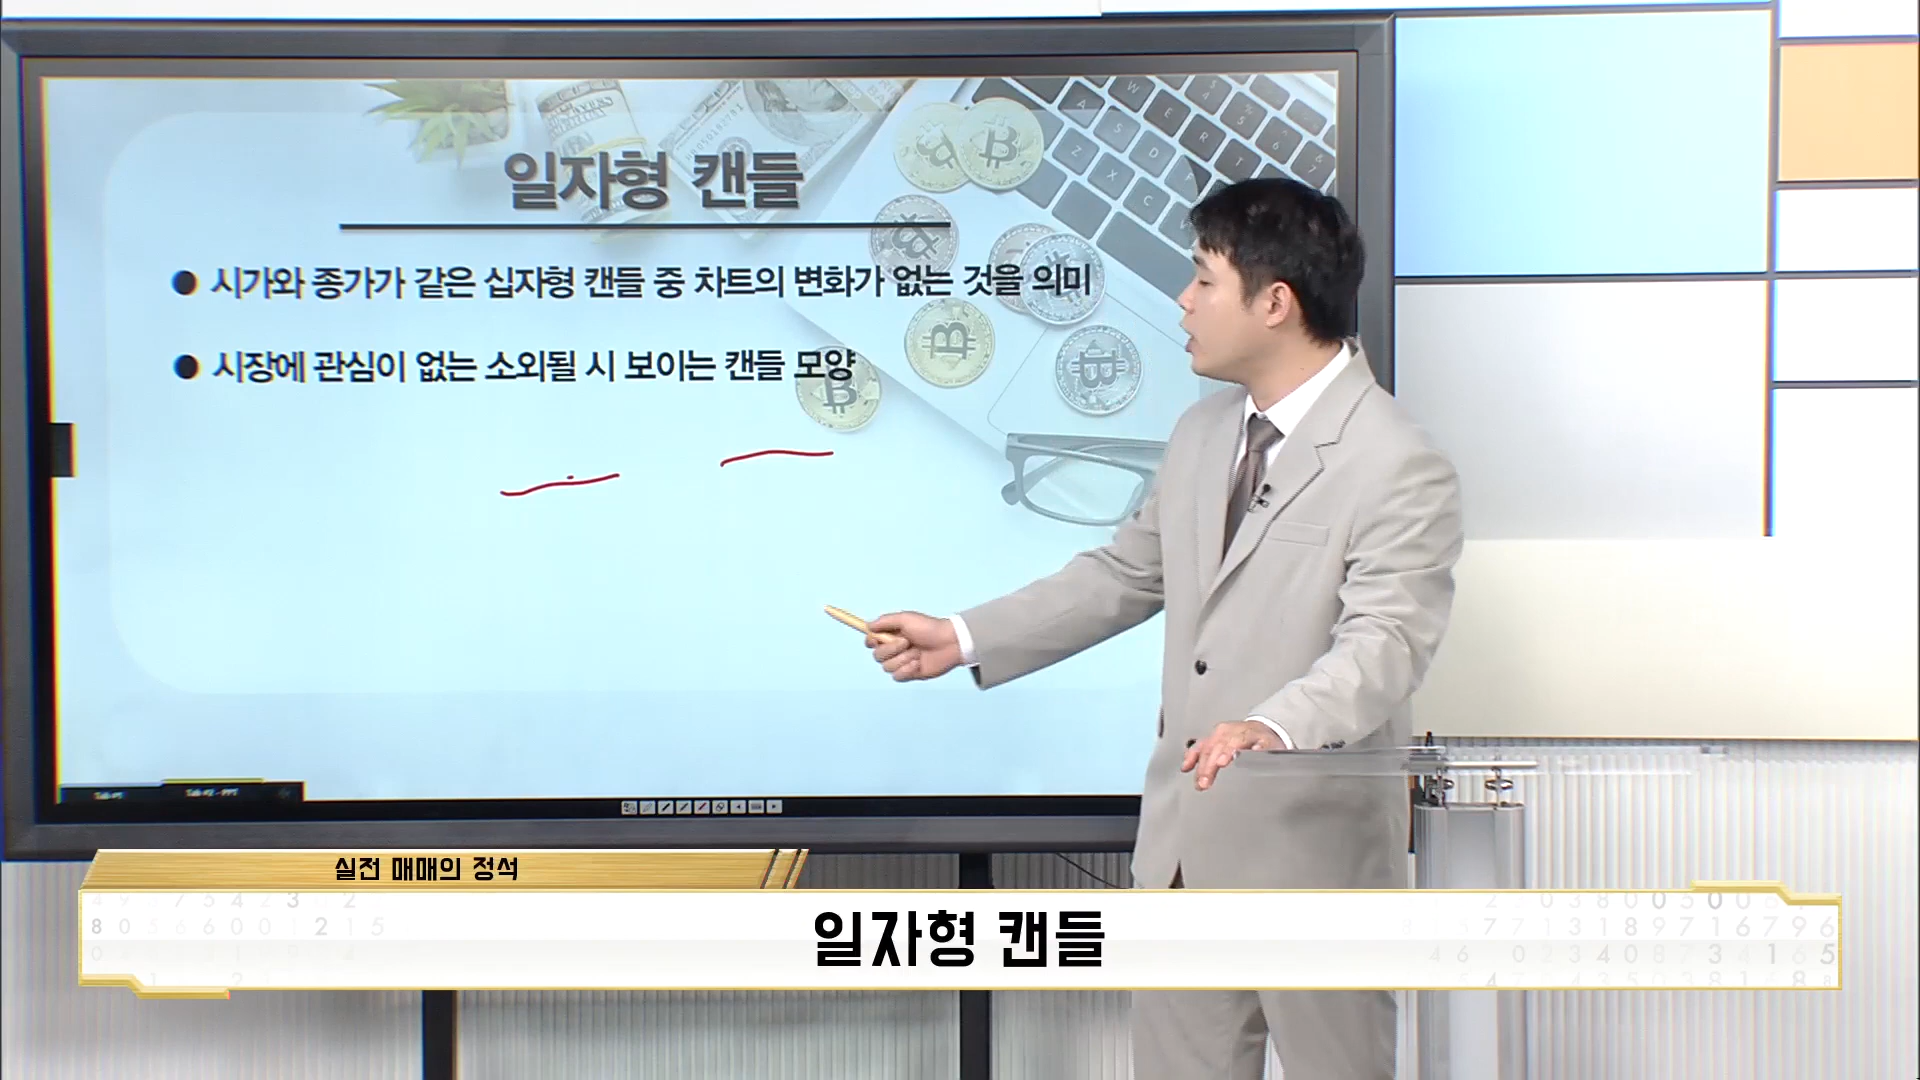 일자형 캔들
● 시가와 종가가 같은 십자형 캔들 중 차트의 변화가 없는 것을 의미
● 시장에 관심이 없는 소외될 시 보이는 캔들 모양
실전 매매의 정석
일자형 캔들